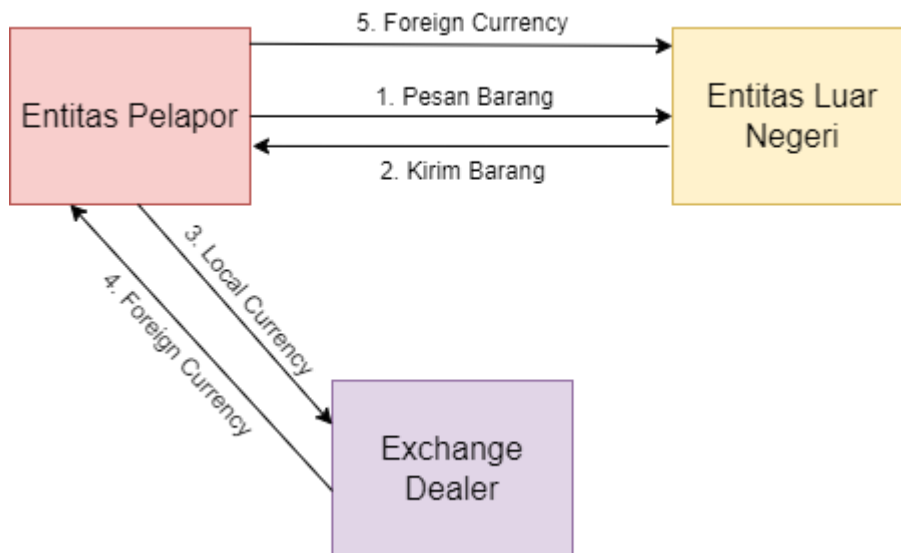 5. Foreign Currency
Entitas Pelapor
1. Pesan Barang
Entitas Luar
Negeri
2. Kirim Barang
3. Local Currency
4. Foreign Currency
Exchange
Dealer